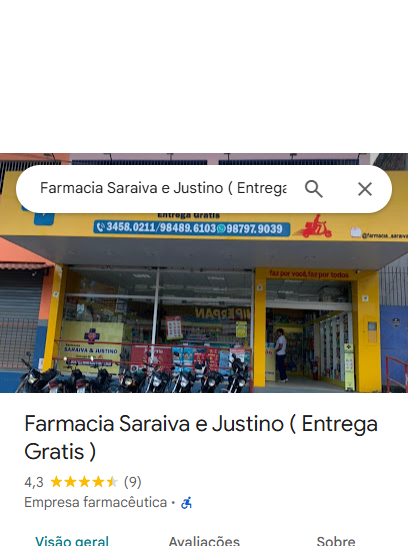 Farmacia Saraiva e Justino ( Entrega
Entrega Grátis
3458.0211/98489.6103 98797.9039
@farmacia_saraiva
faz por você, faz por todos
SARAIVA & JUSTINO
Farmacia Saraiva e Justino ( Entrega
Gratis )
4,3 (9)
Empresa farmacêutica ·
Visão geral Avaliações Sobre